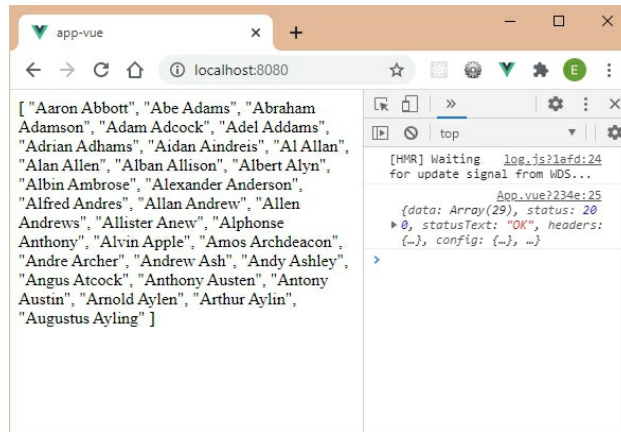 app-vue
localhost:8080
E
[ "Aaron Abbott", "Abe Adams", "Abraham
Adamson", "Adam Adcock", "Adel Addams",
"Adrian Adhams", "Aidan Aindreis", "Al Allan",
"Alan Allen", "Alban Allison", "Albert Alyn",
"Albin Ambrose", "Alexander Anderson",
"Alfred Andres", "Allan Andrew", "Allen
Andrews", "Allister Anew", "Alphonse
Anthony", "Alvin Apple", "Amos Archdeacon",
"Andre Archer", "Andrew Ash", "Andy Ashley",
"Angus Atcock", "Anthony Austen", "Antony
Austin", "Arnold Aylen", "Arthur Aylin",
"Augustus Ayling" ]
top
[HMR] Waiting log.js?1afd:24
for update signal from WDS...
App.vue?234e:25
{data: Array(29), status: 20
0, statusText: "OK", headers:
{…}, config: {…}, …}